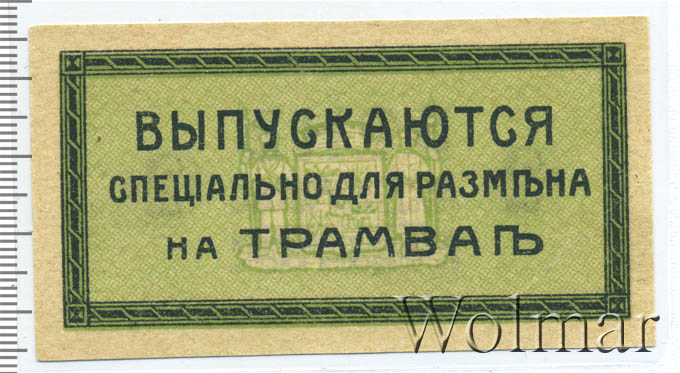 ВЫПУСКАЮТСЯ
СПЕЦІАЛЬНО ДЛЯ РАЗМѢНА
НА ТРАМВАѢ
Wolmar